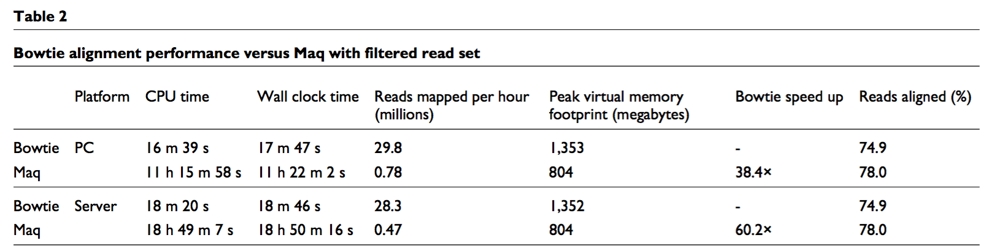 Table 2
Bowtie alignment performance versus Maq with filtered read set
Platform CPU time Wall clock time Reads mapped per hour (millions) Peak virtual memory footprint (megabytes) Bowtie speed up Reads aligned (%)
Bowtie PC 16 m 39 s 17 m 47 s 29.8 1,353 - 74.9
Maq 11 h 15 m 58 s 11 h 22 m 2 s 0.78 804 38.4× 78.0
Bowtie Server 18 m 20 s 18 m 46 s 28.3 1,352 - 74.9
Maq 18 h 49 m 7 s 18 h 50 m 16 s 0.47 804 60.2× 78.0